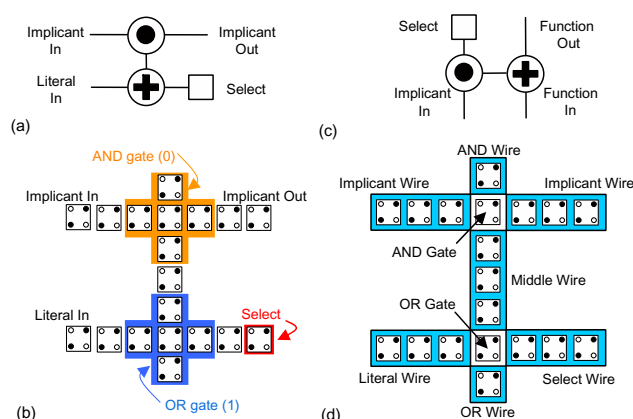 Implicant
In
Implicant
Out
Literal
In
Select
(a)
Select
Function
Out
Implicant
In
Function
In
(c)
AND gate (0)
Implicant In
Implicant Out
Literal In
Select
OR gate (1)
(b)
AND Wire
Implicant Wire
Implicant Wire
AND Gate
Middle Wire
OR Gate
Literal Wire
Select Wire
OR Wire
(d)